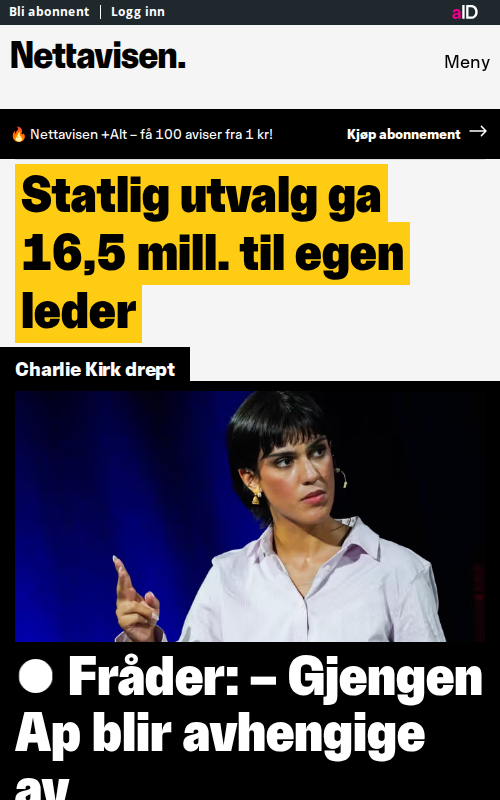 Bli abonnent | Logg inn
aID
Nettavisen.
Meny
🔥 Nettavisen +Alt – få 100 aviser fra 1 kr!
Kjøp abonnement →
Statlig utvalg ga
16,5 mill. til egen
leder
Charlie Kirk drept
● Fråder: – Gjengen
Ap blir avhengige
av